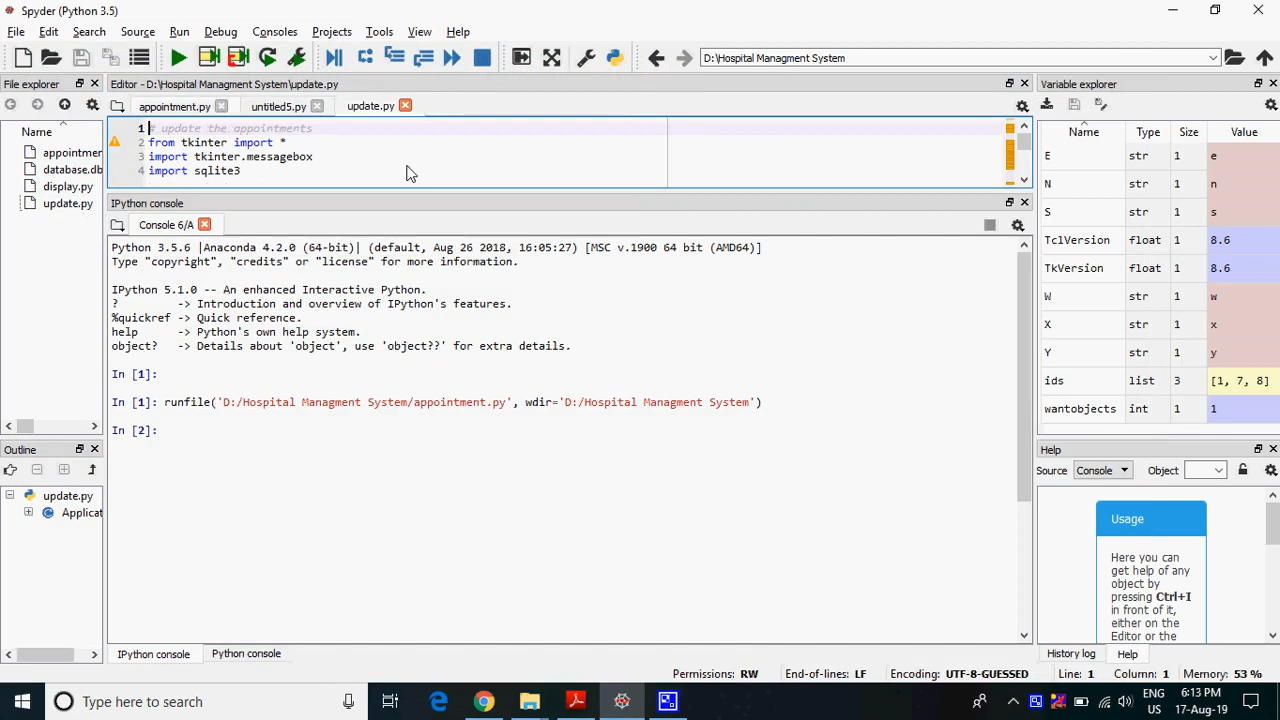 Spyder (Python 3.5)
File Edit Search Source Run Debug Consoles Projects Tools View Help
D:\Hospital Managment System
File explorer
Editor - D:\Hospital Managment System\update.py
Variable explorer
appointment.py untitled5.py update.py
Name
appointmen
database.db
display.py
update.py
1 # update the appointments
2 from tkinter import *
3 import tkinter.messagebox
4 import sqlite3
Name Type Size Value
E str 1 e
N str 1 n
S str 1 s
TclVersion float 1 8.6
TkVersion float 1 8.6
W str 1 w
X str 1 x
Y str 1 y
ids list 3 [1, 7, 8]
wantobjects int 1 1
IPython console
Console 6/A
Python 3.5.6 |Anaconda 4.2.0 (64-bit)| (default, Aug 26 2018, 16:05:27) [MSC v.1900 64 bit (AMD64)]
Type "copyright", "credits" or "license" for more information.
IPython 5.1.0 -- An enhanced Interactive Python.
? -> Introduction and overview of IPython's features.
%quickref -> Quick reference.
help -> Python's own help system.
object? -> Details about 'object', use 'object??' for extra details.
In [1]:
In [1]: runfile('D:/Hospital Managment System/appointment.py', wdir='D:/Hospital Managment System')
In [2]:
Outline
update.py
Applicat
Help
Source Console Object
Usage
Here you can
get help of any
object by
pressing Ctrl+I
in front of it,
either on the
Editor or the
IPython console Python console
History log Help
Permissions: RW End-of-lines: LF Encoding: UTF-8-GUESSED Line: 1 Column: 1 Memory: 53 %
Type here to search
ENG
US
6:13 PM
17-Aug-19